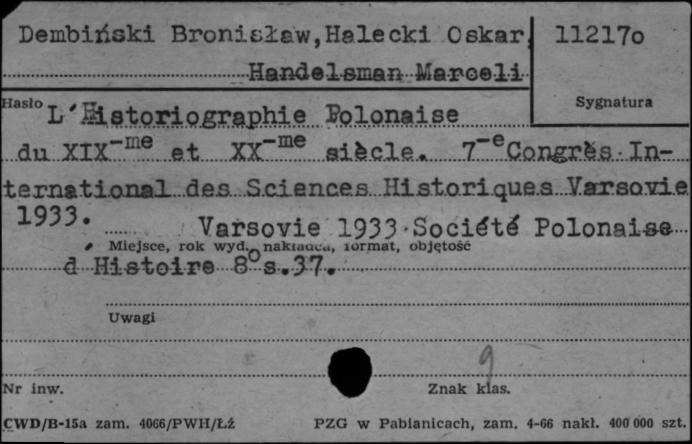 Dembiński Bronisław,Halecki Oskar, 11217o
Handelsman Marceli
Hasło L´Historiographie Polonaise Sygnatura
du XIX-me et XX-me siècle. 7-e Congrès In-
ternational des Sciences Historiques Varsovie
1933. Varsovie 1933 Société Polonaise
Miejsce, rok wyd., nakładca, format, objętość
d´Histoire 8o s.37.
Uwagi
9
Nr inw. Znak klas.
CWD/B-15a zam. 4066/PWH/Łź PZG w Pabianicach, zam. 4-66 nakł. 400 000 szt.